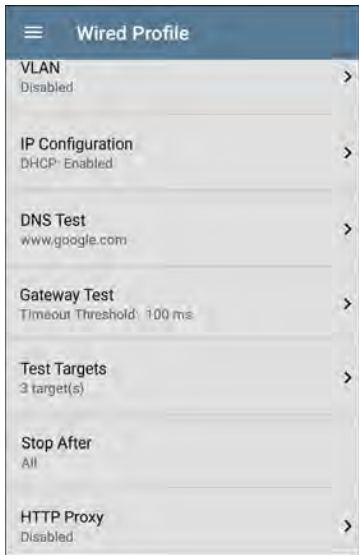 Wired Profile
VLAN
Disabled
IP Configuration
DHCP: Enabled
DNS Test
www.google.com
Gateway Test
Timeout Threshold: 100 ms
Test Targets
3 target(s)
Stop After
All
HTTP Proxy
Disabled